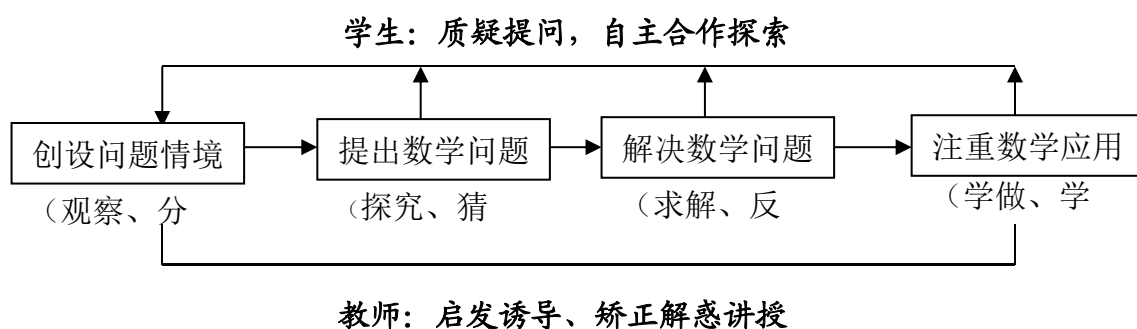 学生：质疑提问，自主合作探索
创设问题情境
提出数学问题
解决数学问题
注重数学应用
（观察、分
（探究、猜
（求解、反
（学做、学
教师：启发诱导、矫正解惑讲授